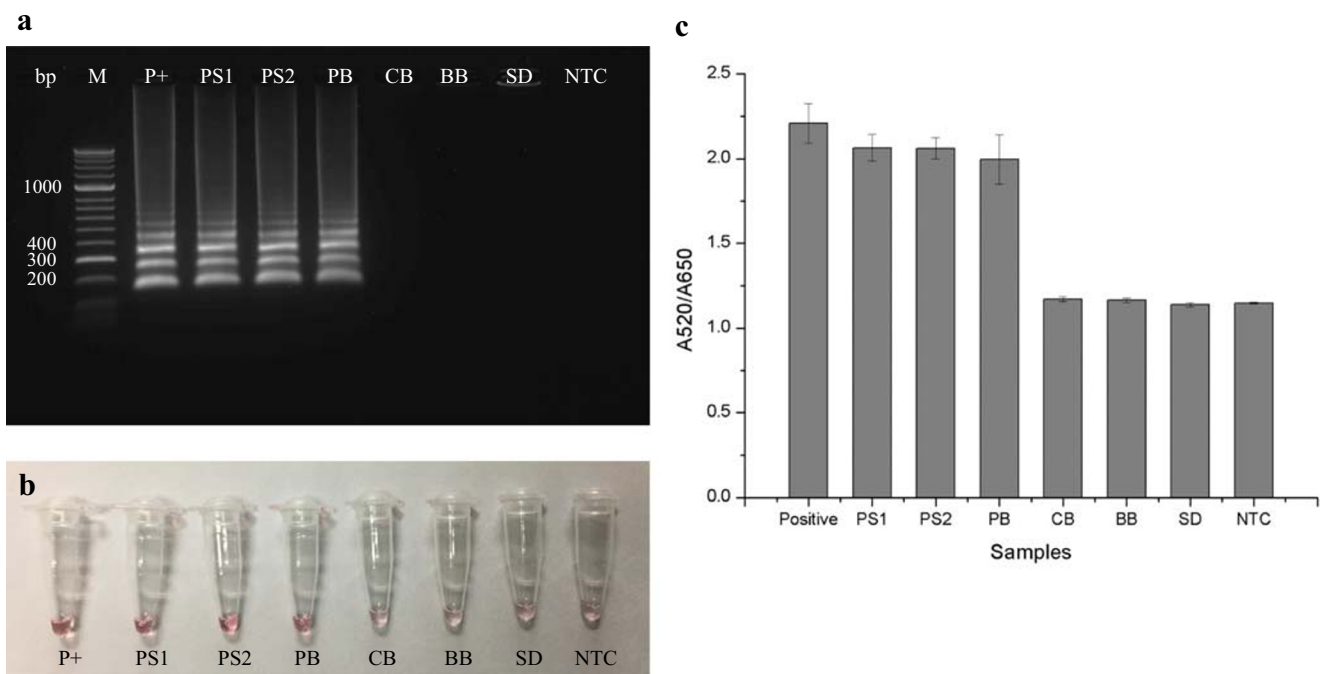 a
bp M P+ PS1 PS2 PB CB BB SD NTC
1000
400
300
200
b
P+ PS1 PS2 PB CB BB SD NTC
c
2.5
2.0
1.5
1.0
0.5
0.0
A520/A650
Positive PS1 PS2 PB CB BB SD NTC
Samples